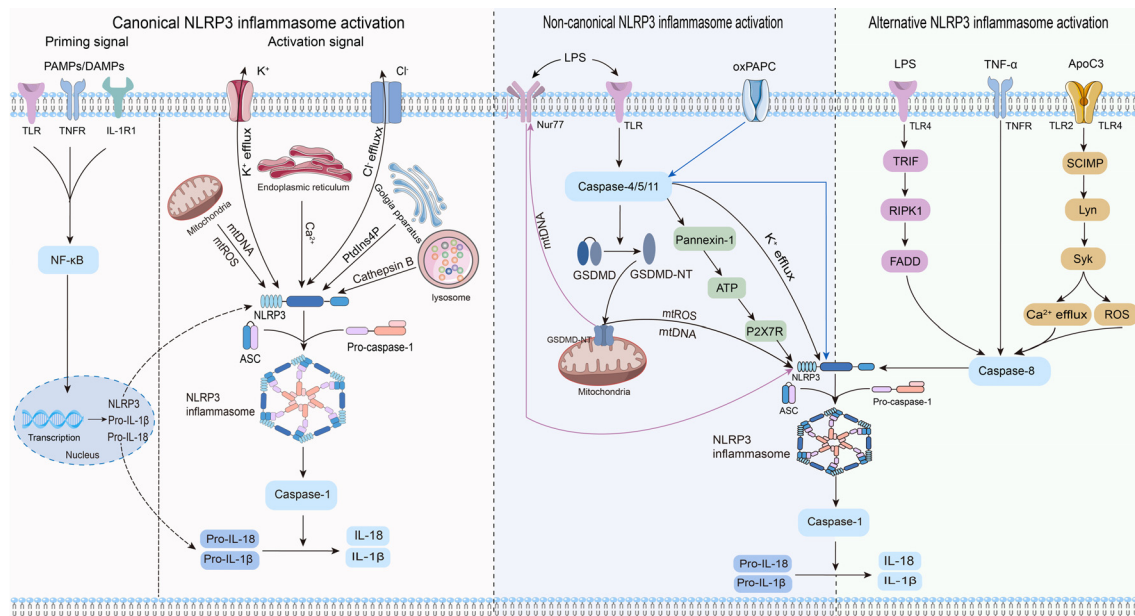 Canonical NLRP3 inflammasome activation
Priming signal
Activation signal
PAMPs/DAMPs
TLR
TNFR
IL-1R1
K⁺
Cl⁻
K⁺ efflux
Cl⁻ effluxx
Endoplasmic reticulum
Golgia pparatus
Mitochondria
mtDNA
mtROS
Ca²⁺
PtdIns4P
Cathepsin B
lysosome
NF-κB
NLRP3
ASC
Pro-caspase-1
NLRP3
inflammasome
NLRP3
Pro-IL-1β
Pro-IL-18
Transcription
Nucleus
Caspase-1
Pro-IL-18
Pro-IL-1β
IL-18
IL-1β
Non-canonical NLRP3 inflammasome activation
LPS
oxPAPC
Nur77
TLR
Caspase-4/5/11
mtDNA
GSDMD
GSDMD-NT
Pannexin-1
ATP
P2X7R
K⁺ efflux
mtROS
mtDNA
GSDMD-NT
Mitochondria
NLRP3
ASC
Pro-caspase-1
NLRP3
inflammasome
Caspase-1
Pro-IL-18
Pro-IL-1β
IL-18
IL-1β
Alternative NLRP3 inflammasome activation
LPS
TNF-α
ApoC3
TLR4
TNFR
TLR2
TLR4
TRIF
RIPK1
FADD
SCIMP
Lyn
Syk
Ca²⁺ efflux
ROS
Caspase-8